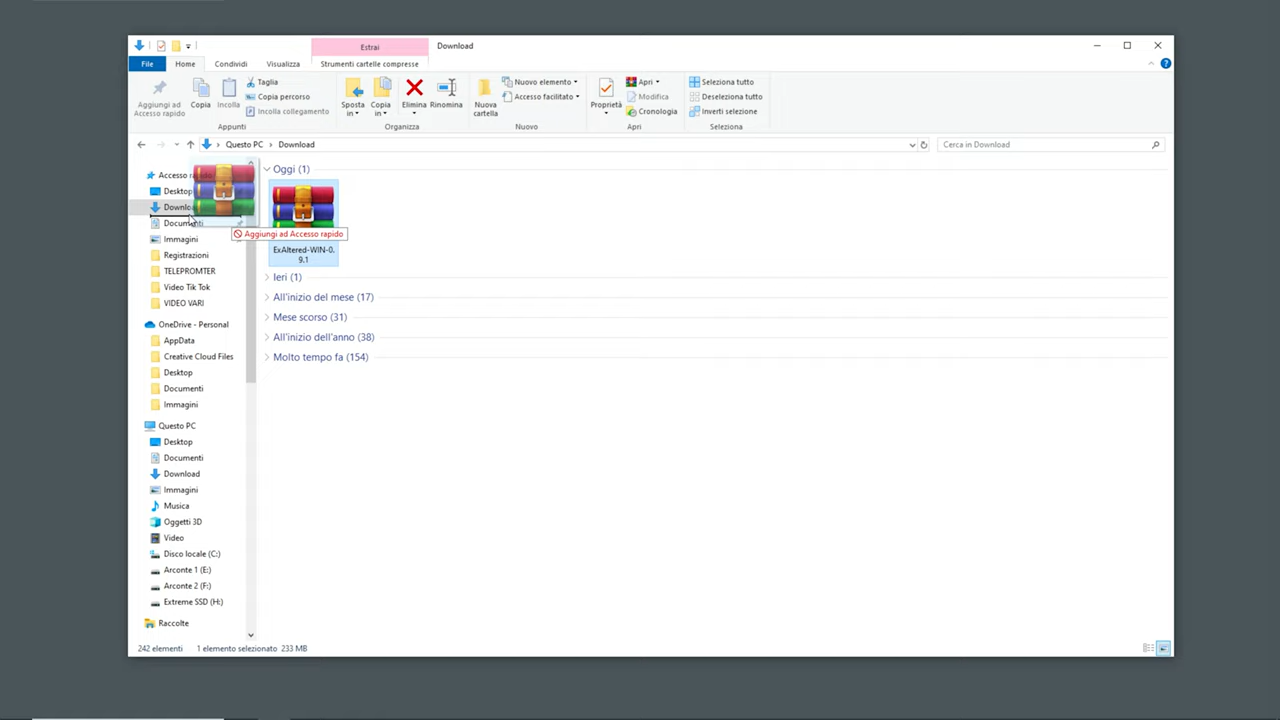 Estrai
Download
File
Home
Condividi
Visualizza
Strumenti cartelle compresse
Aggiungi ad
Accesso rapido
Copia
Incolla
Taglia
Copia percorso
Incolla collegamento
Appunti
Sposta
in
Copia
in
Elimina
Rinomina
Organizza
Nuova
cartella
Nuovo elemento
Accesso facilitato
Nuovo
Proprietà
Apri
Modifica
Cronologia
Apri
Seleziona tutto
Deseleziona tutto
Inverti selezione
Seleziona
Questo PC
Download
Cerca in Download
Accesso
Desktop
Documenti
Immagini
Registrazioni
TELEPROMTER
Video Tik Tok
VIDEO VARI
OneDrive - Personal
AppData
Creative Cloud Files
Desktop
Documenti
Immagini
Questo PC
Desktop
Documenti
Download
Immagini
Musica
Oggetti 3D
Video
Disco locale (C:)
Arconte 1 (E:)
Arconte 2 (F:)
Extreme SSD (H:)
Raccolte
Oggi (1)
Aggiungi ad Accesso rapido
ExAltered-WIN-0.
9.1
Ieri (1)
All'inizio del mese (17)
Mese scorso (31)
All'inizio dell'anno (38)
Molto tempo fa (154)
242 elementi
1 elemento selezionato 233 MB